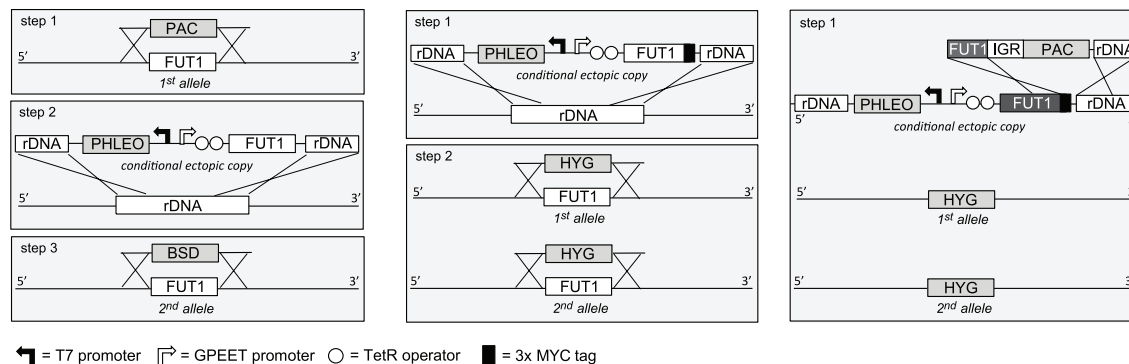 step 1
PAC
5′ FUT1 3′
1st allele
step 2
rDNA PHLEO FUT1 rDNA
conditional ectopic copy
5′ rDNA 3′
step 3
BSD
5′ FUT1 3′
2nd allele
step 1
rDNA PHLEO FUT1 rDNA
conditional ectopic copy
5′ rDNA 3′
step 2
HYG
5′ FUT1 3′
1st allele
HYG
5′ FUT1 3′
2nd allele
step 1
FUT1 IGR PAC rDNA
rDNA PHLEO FUT1 rDNA
5′ conditional ectopic copy 3′
5′ HYG 3′
1st allele
5′ HYG 3′
2nd allele
= T7 promoter = GPEET promoter = TetR operator = 3x MYC tag